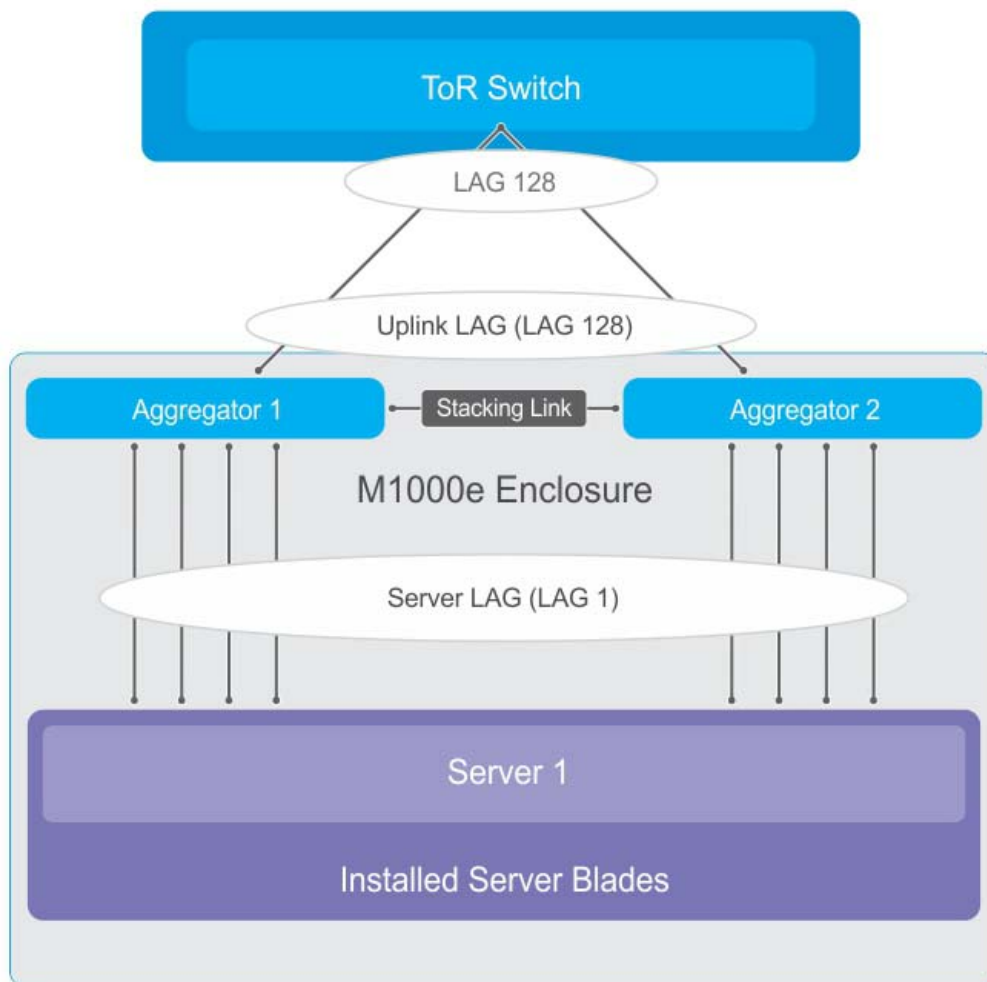 ToR Switch
LAG 128
Uplink LAG (LAG 128)
Aggregator 1
Stacking Link
Aggregator 2
M1000e Enclosure
Server LAG (LAG 1)
Server 1
Installed Server Blades